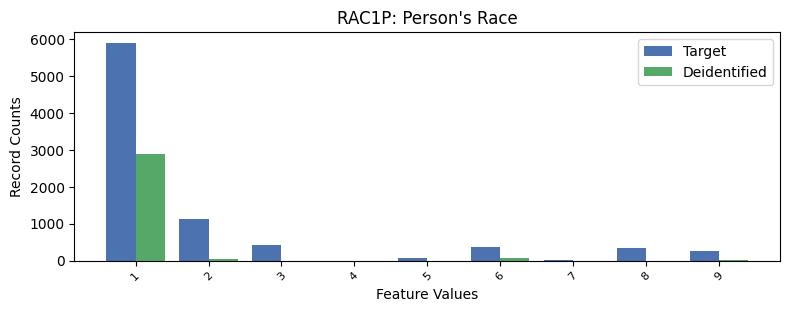 RAC1P: Person's Race
Target
Deidentified
Record Counts
6000
5000
4000
3000
2000
1000
0
1 2 3 4 5 6 7 8 9
Feature Values